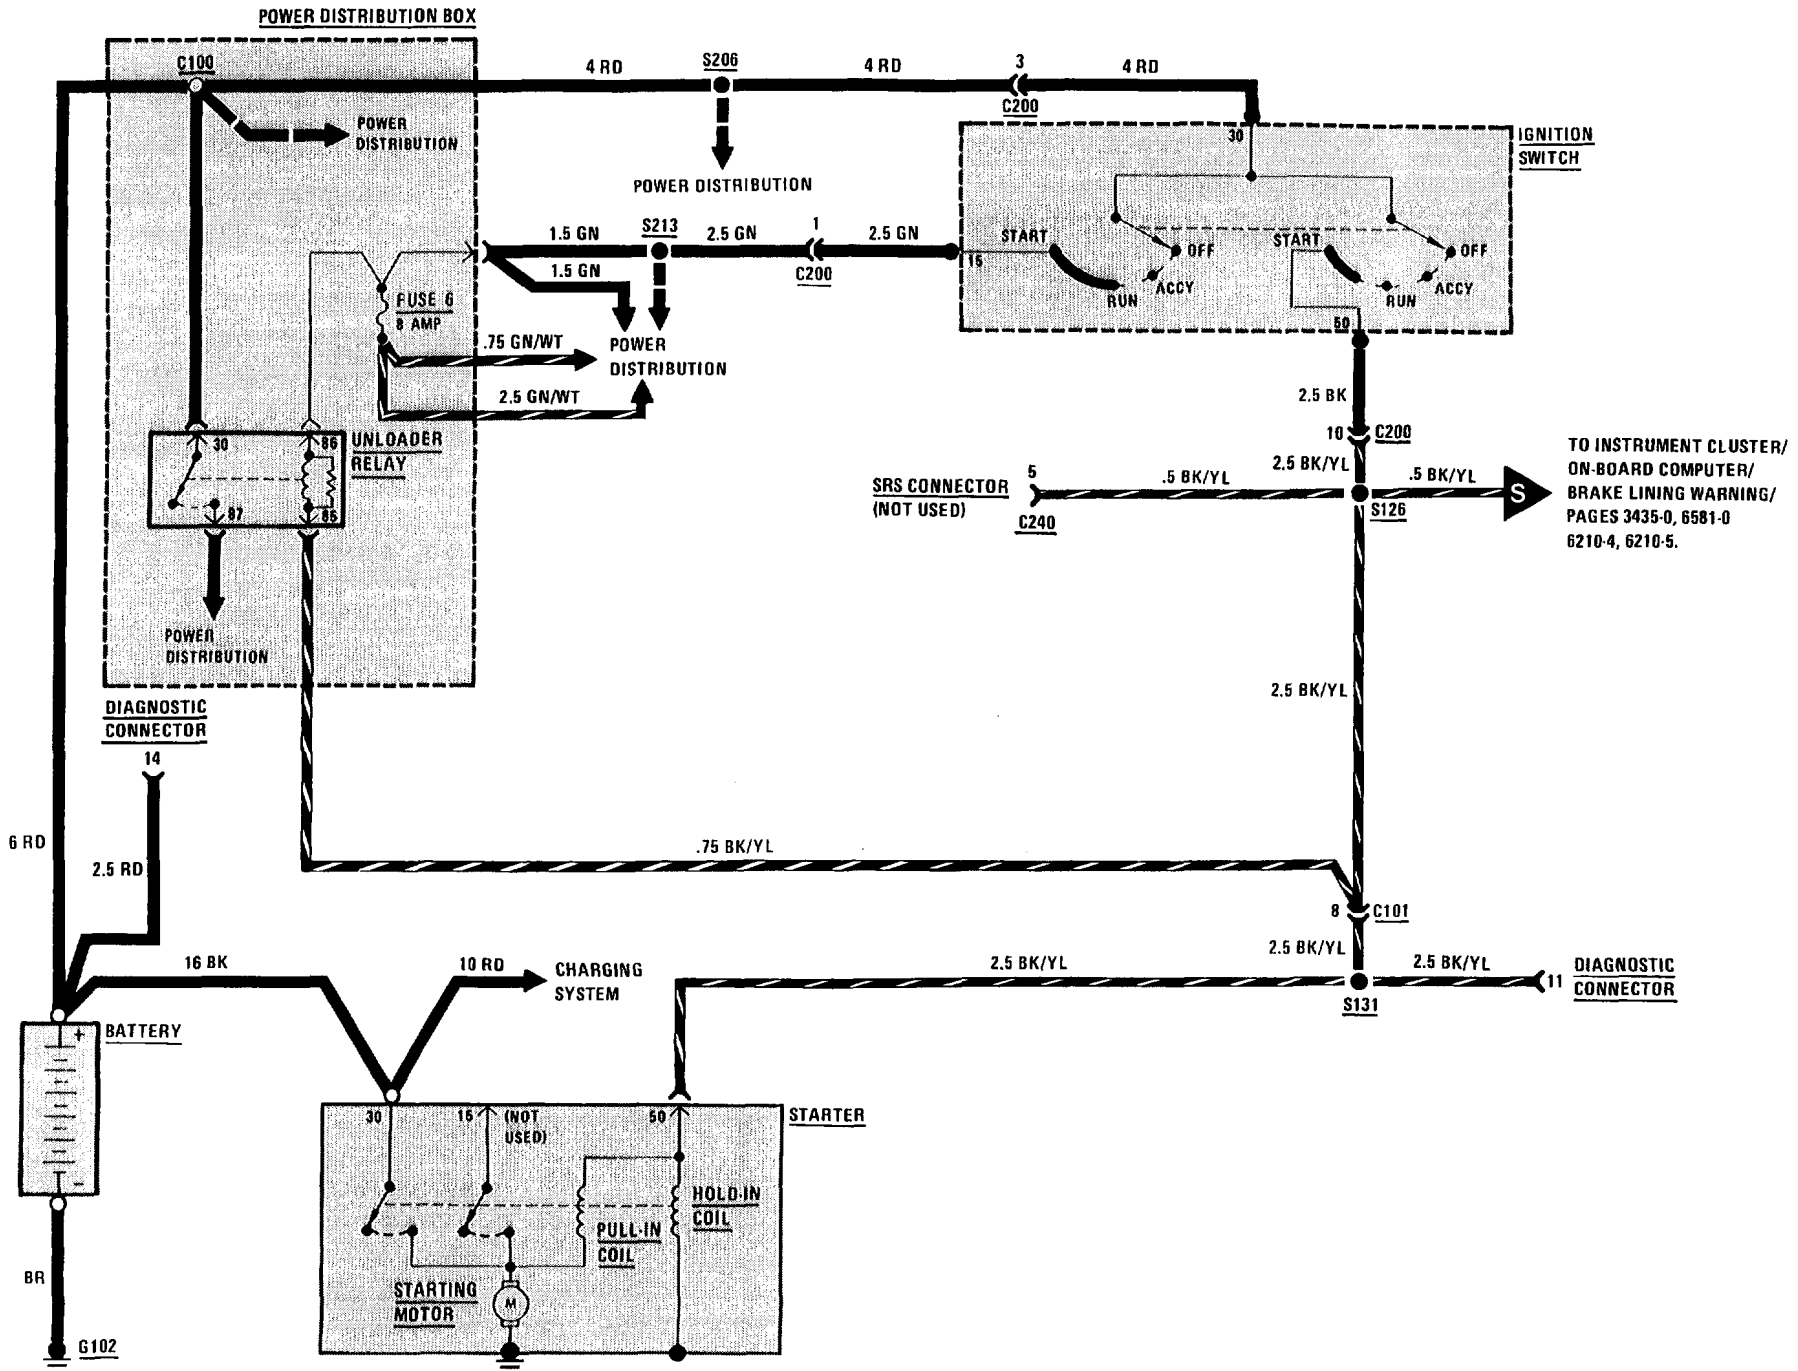 POWER DISTRIBUTION BOX
C100
4 RD
S206
4 RD
3
C200
4 RD
POWER
DISTRIBUTION
POWER DISTRIBUTION
30
IGNITION
SWITCH
1.5 GN
S213
2.5 GN
1
C200
2.5 GN
15
START
OFF
ACCY
RUN
START
OFF
ACCY
RUN
50
1.5 GN
FUSE 6
8 AMP
.75 GN/WT
POWER
DISTRIBUTION
2.5 GN/WT
2.5 BK
10
C200
30
86
UNLOADER
RELAY
87
85
2.5 BK/YL
SRS CONNECTOR
(NOT USED)
5
C240
.5 BK/YL
.5 BK/YL
S
S126
TO INSTRUMENT CLUSTER/
ON-BOARD COMPUTER/
BRAKE LINING WARNING/
PAGES 3435-0, 6581-0
6210-4, 6210-5.
POWER
DISTRIBUTION
2.5 BK/YL
DIAGNOSTIC
CONNECTOR
14
6 RD
2.5 RD
.75 BK/YL
8
C101
2.5 BK/YL
16 BK
10 RD
CHARGING
SYSTEM
2.5 BK/YL
2.5 BK/YL
11
DIAGNOSTIC
CONNECTOR
S131
+
BATTERY
-
30
15
(NOT
USED)
50
STARTER
HOLD-IN
COIL
PULL-IN
COIL
STARTING
MOTOR
M
BR
G102